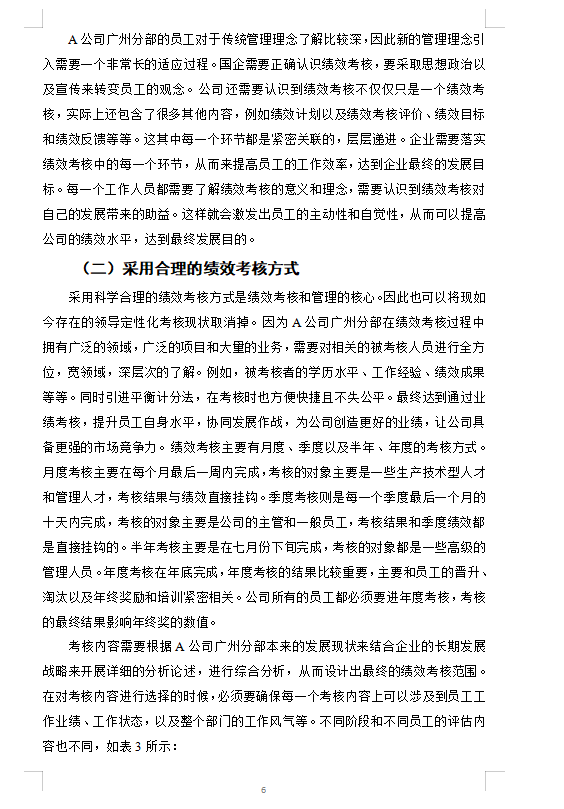 A 公司广州分部的员工对于传统管理理念了解比较深，因此新的管理理念引
入需要一个非常长的适应过程。国企需要正确认识绩效考核，要采取思想政治以
及宣传来转变员工的观念。公司还需要认识到绩效考核不仅仅只是一个绩效考
核，实际上还包含了很多其他内容，例如绩效计划以及绩效考核评价、绩效目标
和绩效反馈等等。这其中每一个环节都是紧密关联的，层层递进。企业需要落实
绩效考核中的每一个环节，从而来提高员工的工作效率，达到企业最终的发展目
标。每一个工作人员都需要了解绩效考核的意义和理念，需要认识到绩效考核对
自己的发展带来的助益。这样就会激发出员工的主动性和自觉性，从而可以提高
公司的绩效水平，达到最终发展目的。
（二）采用合理的绩效考核方式
采用科学合理的绩效考核方式是绩效考核和管理的核心。因此也可以将现如
今存在的领导定性化考核现状取消掉。因为 A 公司广州分部在绩效考核过程中
拥有广泛的领域，广泛的项目和大量的业务，需要对相关的被考核人员进行全方
位，宽领域，深层次的了解。例如，被考核者的学历水平、工作经验、绩效成果
等等。同时引进平衡计分法，在考核时也方便快捷且不失公平。最终达到通过业
绩考核，提升员工自身水平，协同发展作战，为公司创造更好的业绩，让公司具
备更强的市场竞争力。绩效考核主要有月度、季度以及半年、年度的考核方式。
月度考核主要在每个月最后一周内完成，考核的对象主要是一些生产技术型人才
和管理人才，考核结果与绩效直接挂钩。季度考核则是每一个季度最后一个月的
十天内完成，考核的对象主要是公司的主管和一般员工，考核结果和季度绩效都
是直接挂钩的。半年考核主要是在七月份下旬完成，考核的对象都是一些高级的
管理人员。年度考核在年底完成，年度考核的结果比较重要，主要和员工的晋升、
淘汰以及年终奖励和培训紧密相关。公司所有的员工都必须要进年度考核，考核
的最终结果影响年终奖的数值。
考核内容需要根据 A 公司广州分部本来的发展现状来结合企业的长期发展
战略来开展详细的分析论述，进行综合分析，从而设计出最终的绩效考核范围。
在对考核内容进行选择的时候，必须要确保每一个考核内容上可以涉及到员工工
作业绩、工作状态，以及整个部门的工作风气等。不同阶段和不同员工的评估内
容也不同，如表 3 所示：
6